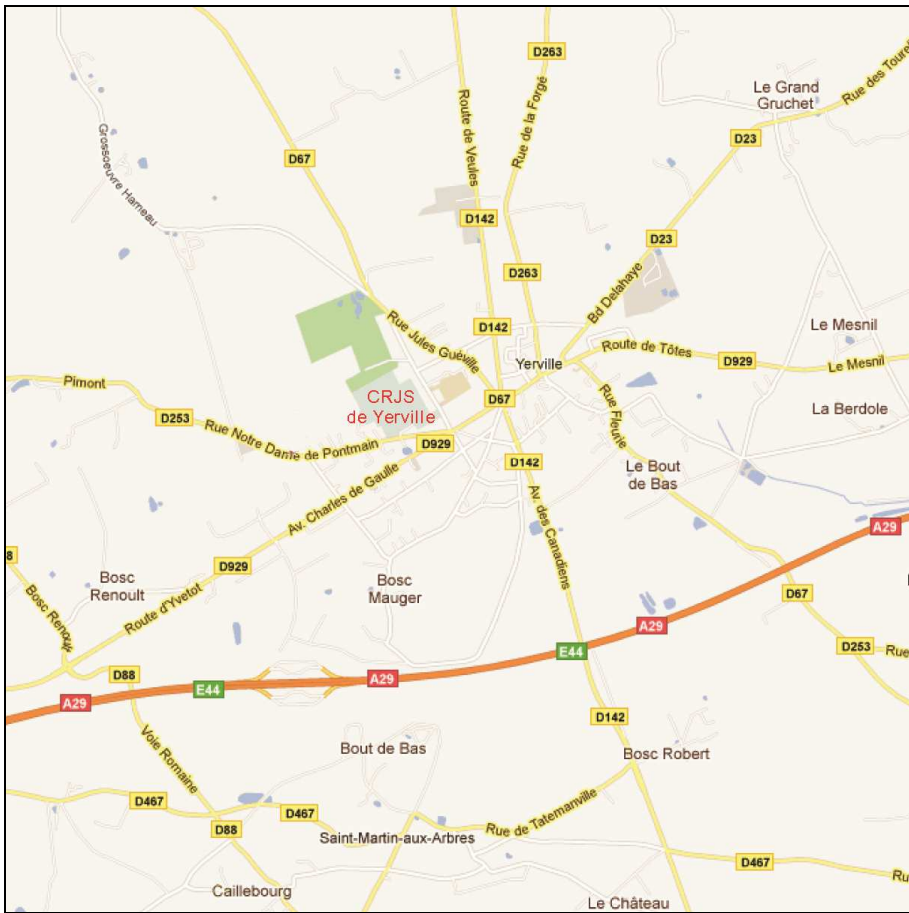 D263
Le Grand
Gruchet
Rue des Tourel
Route de Veules
Rue de la Forgé
D23
Grossoeuvre Hameau
D67
D142
D23
D263
Bd Delahaye
Rue Jules Guéville
D142
Le Mesnil
Route de Tôtes
D929
Le Mesnil
Yerville
Pimont
CRJS
de Yerville
D67
La Berdole
D253
Rue Notre Dame de Pontmain
D929
Rue Fleurie
D142
Le Bout
de Bas
Av. Charles de Gaulle
Av. des Canadiens
A29
8
D929
Bosc
Renoult
Bosc
Mauger
Bosc Renoult
Route d'Yvetot
D67
A29
D253
Rue
E44
D88
A29
E44
A29
D142
Voie Romaine
Bout de Bas
Bosc Robert
D467
D467
D88
Rue de Tatemanville
Saint-Martin-aux-Arbres
D467
Ru
Caillebourg
Le Château